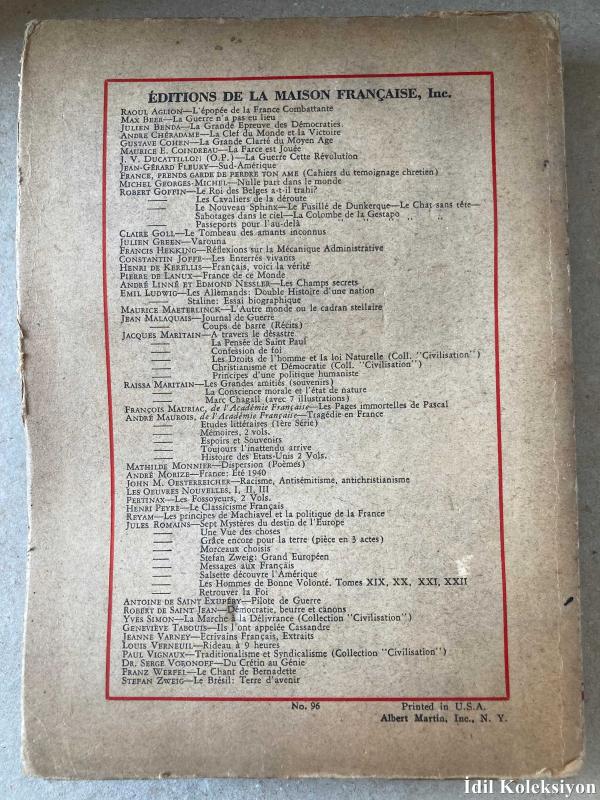 ÉDITIONS DE LA MAISON FRANÇAISE, Inc.
RAOUL AGLION—L'épopée de la France Combattante
MAX BEER—La Guerre n'a pas eu lieu
JULIEN BENDA—La Grande Epreuve des Démocraties
ANDRE CHÉRADAME—La Clef du Monde et la Victoire
GUSTAVE COHEN—La Grande Clarté du Moyen Age
MAURICE E. COINDREAU—La Farce est Jouée
J. V. DUCATTILLON (O.P.)—La Guerre Cette Révolution
JEAN-GÉRARD FLEURY—Sud-Amérique
FRANCE, PRENDS GARDE DE PERDRE TON AME (Cahiers du temoignage chretien)
MICHEL GEORGES-MICHEL—Nulle part dans le monde
ROBERT GOFFIN—Le Roi des Belges a-t-il trahi?
—— Les Cavaliers de la déroute
—— Le Nouveau Sphinx—Le Fusillé de Dunkerque—Le Chat sans tête—
Sabotages dans le ciel—La Colombe de la Gestapo
—— Passeports pour l'au-delà " " " " "
CLAIRE GOLL—Le Tombeau des amants inconnus
JULIEN GREEN—Varouna
FRANCIS HEKKING—Réflexions sur la Mécanique Administrative
CONSTANTIN JOFFE—Les Enterrés vivants
HENRI DE KERILLIS—Français, voici la vérité
PIERRE DE LANUX—France de ce Monde
ANDRÉ LINNÉ ET EDMOND NESSLER—Les Champs secrets
EMIL LUDWIG—Les Allemands: Double Histoire d'une nation
—— Staline: Essai biographique
MAURICE MAETERLINCK—L'Autre monde ou le cadran stellaire
JEAN MALAQUAIS—Journal de Guerre
—— Coups de barre (Récits)
JACQUES MARITAIN—A travers le désastre
—— La Pensée de Saint Paul
—— Confession de foi
—— Les Droits de l'homme et la loi Naturelle (Coll. "Civilisation")
—— Christianisme et Démocratie (Coll. "Civilisation")
—— Principes d'une politique humaniste
RAISSA MARITAIN—Les Grandes amitiés (souvenirs)
—— La Conscience morale et l'état de nature
—— Marc Chagall (avec 7 illustrations)
FRANÇOIS MAURIAC, de l'Académie Française—Les Pages immortelles de Pascal
ANDRÉ MAUROIS, de l'Académie Française—Tragédie en France
—— Etudes littéraires (1ère Série)
—— Mémoires, 2 vols.
—— Espoirs et Souvenirs
—— Toujours l'inattendu arrive
—— Histoire des Etats-Unis 2 Vols.
MATHILDE MONNIER—Dispersion (Poèmes)
ANDRÉ MORIZE—France: Eté 1940
JOHN M. OESTERREICHER—Racisme, Antisémitisme, antichristianisme
LES OEUVRES NOUVELLES, I, II, III
PERTINAX—Les Fossoyeurs, 2 Vols.
HENRI PEYRE—Le Classicisme Français
REYAM—Les principes de Machiavel et la politique de la France
JULES ROMAINS—Sept Mystères du destin de l'Europe
—— Une Vue des choses
—— Grâce encore pour la terre (pièce en 3 actes)
—— Morceaux choisis
—— Stefan Zweig: Grand Européen
—— Messages aux Français
—— Salsette découvre l'Amérique
—— Les Hommes de Bonne Volonté. Tomes XIX, XX, XXI, XXII
—— Retrouver la Foi
ANTOINE DE SAINT EXUPÉRY—Pilote de Guerre
ROBERT DE SAINT JEAN—Démocratie, beurre et canons
YVES SIMON—La Marche à la Délivrance (Collection "Civilisation")
GENEVIÈVE TABOUIS—Ils l'ont appelée Cassandre
JEANNE VARNEY—Ecrivains Français, Extraits
LOUIS VERNEUIL—Rideau à 9 heures
PAUL VIGNAUX—Traditionalisme et Syndicalisme (Collection "Civilisation")
DR. SERGE VORONOFF—Du Crétin au Génie
FRANZ WERFEL—Le Chant de Bernadette
STEFAN ZWEIG—Le Brésil: Terre d'avenir
No. 96 Printed in U.S.A.
Albert Martin, Inc., N. Y.
İdil Koleksiyon